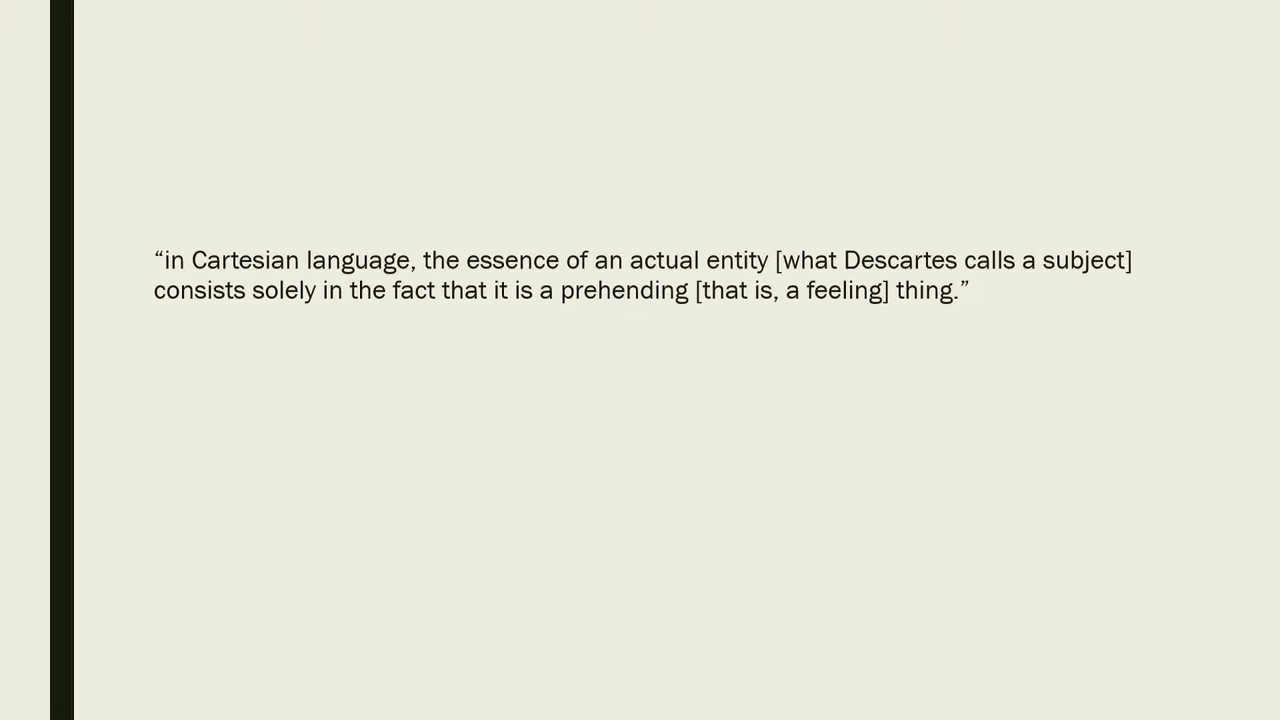 “in Cartesian language, the essence of an actual entity [what Descartes calls a subject]
consists solely in the fact that it is a prehending [that is, a feeling] thing.”